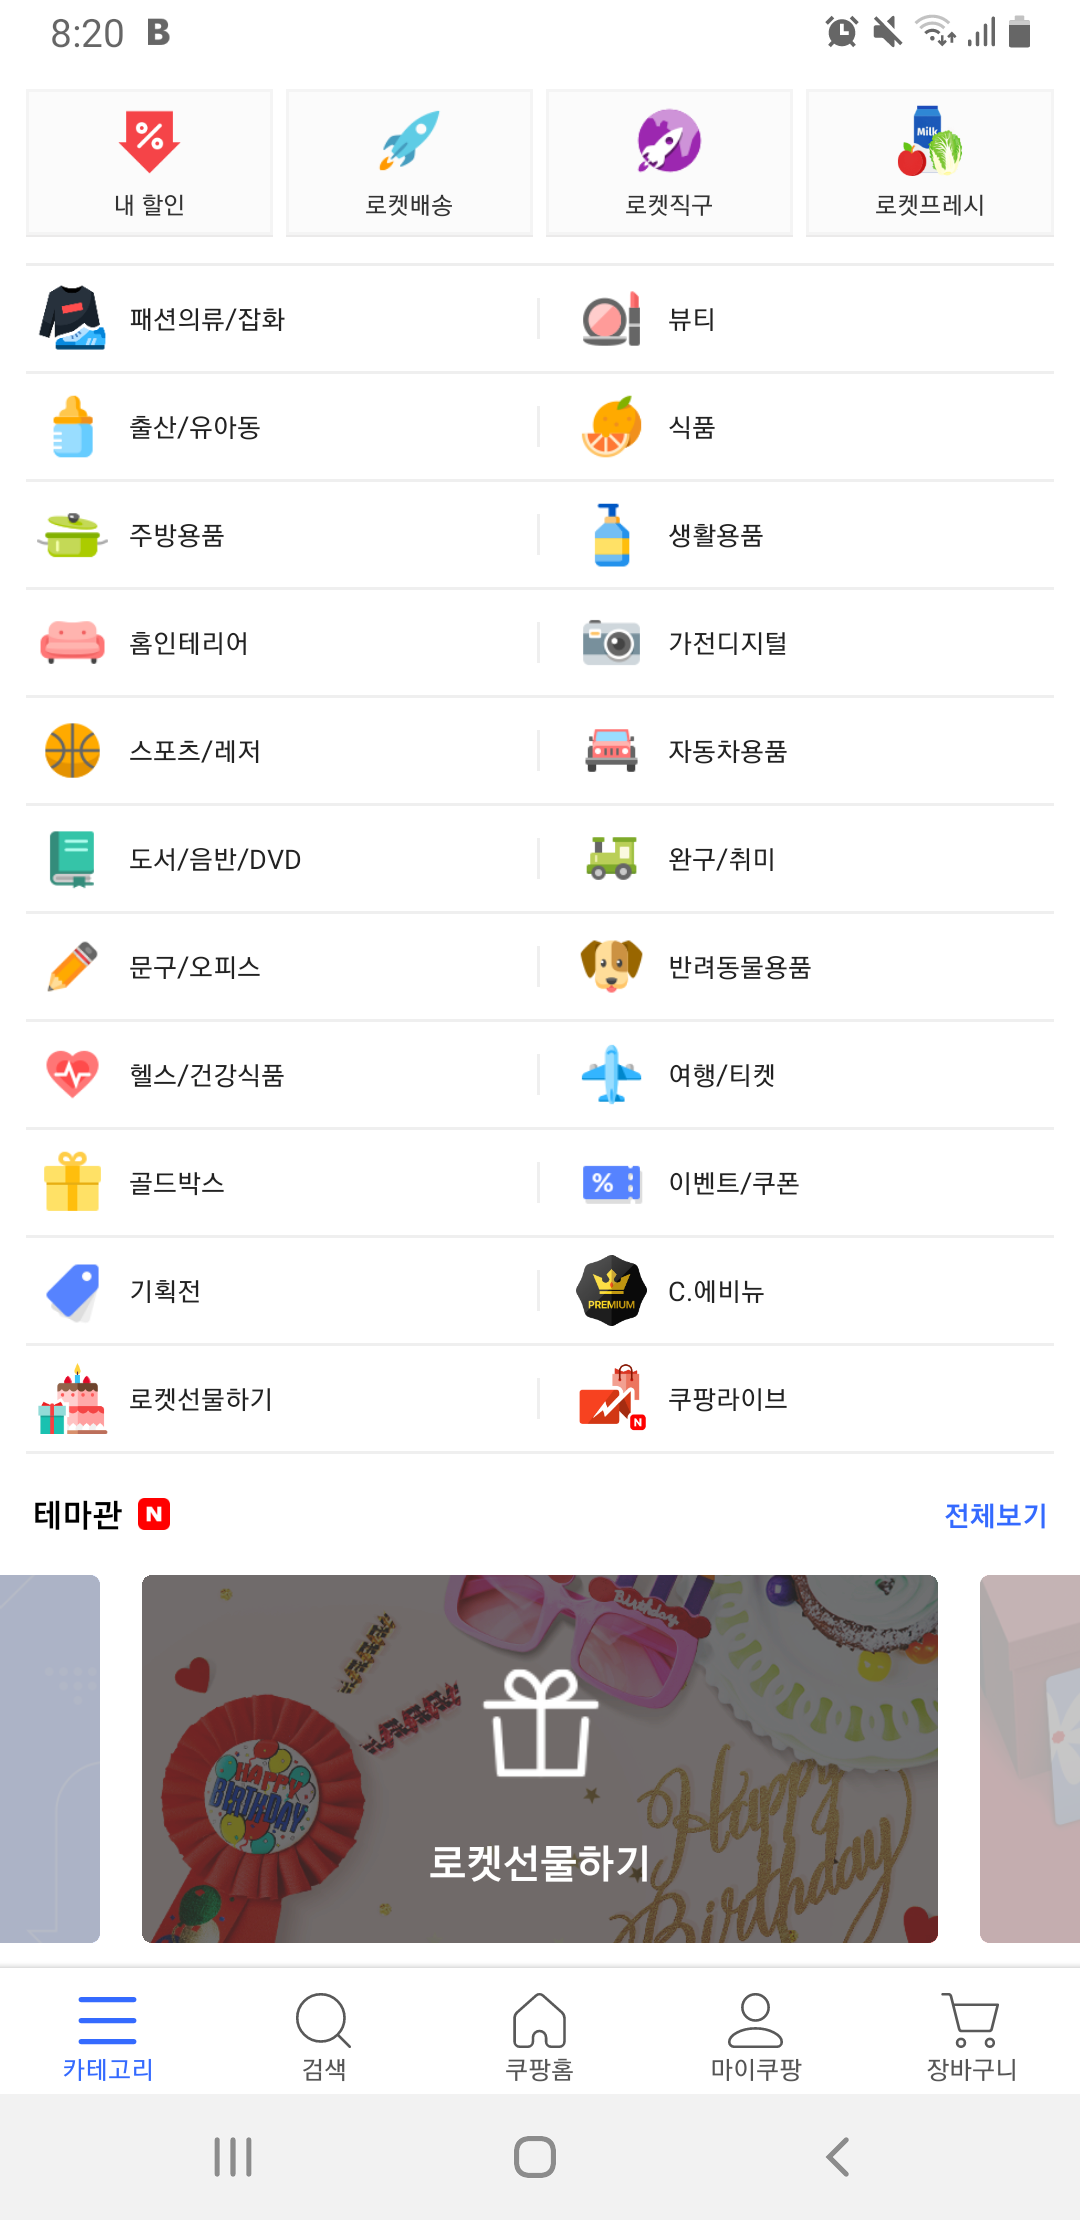 8:20 B
내 할인
로켓배송
로켓직구
Milk
로켓프레시
패션의류/잡화
뷰티
출산/유아동
식품
주방용품
생활용품
홈인테리어
가전디지털
스포츠/레저
자동차용품
도서/음반/DVD
완구/취미
문구/오피스
반려동물용품
헬스/건강식품
여행/티켓
골드박스
%
이벤트/쿠폰
기획전
PREMIUM
C.에비뉴
로켓선물하기
N
쿠팡라이브
테마관 N
전체보기
Birthday
HAPPY
BIRTHDAY
Happy
Birthday
로켓선물하기
카테고리
검색
쿠팡홈
마이쿠팡
장바구니